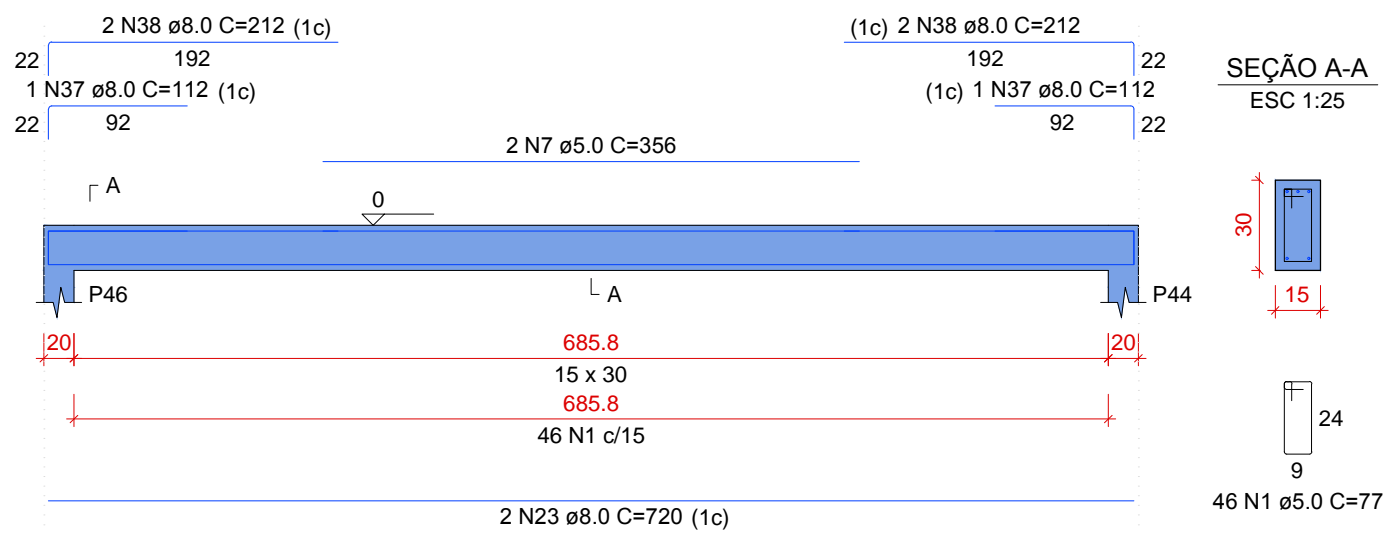 2 N38 ø8.0 C=212 (1c)
22
192
1 N37 ø8.0 C=112 (1c)
22
92
(1c) 2 N38 ø8.0 C=212
192
22
(1c) 1 N37 ø8.0 C=112
92
22
2 N7 ø5.0 C=356
A
0
A
P46
P44
20
685.8
20
15 x 30
685.8
46 N1 c/15
2 N23 ø8.0 C=720 (1c)
SEÇÃO A-A
ESC 1:25
30
15
24
9
46 N1 ø5.0 C=77